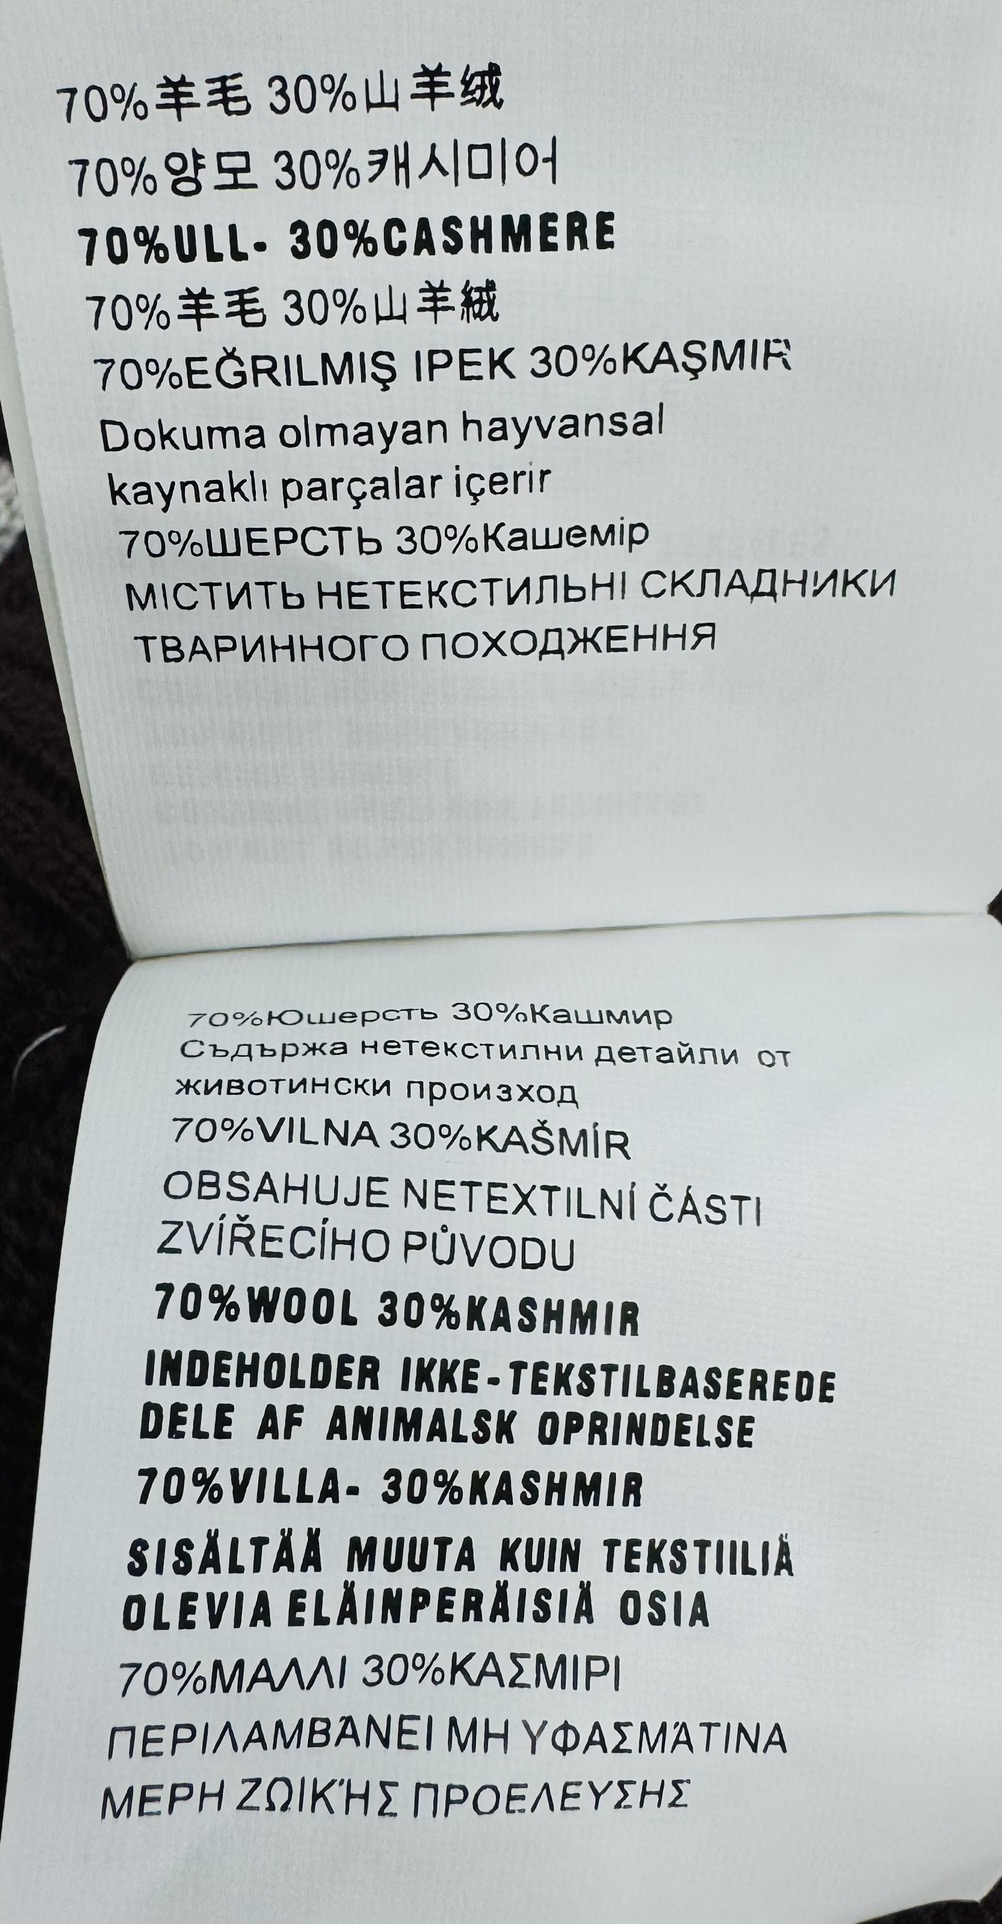 70%羊毛 30%山羊绒
70%양모 30%캐시미어
70%ULL- 30%CASHMERE
70%羊毛 30%山羊絨
70%EĞRILMIŞ IPEK 30%KAŞMIR
Dokuma olmayan hayvansal
kaynaklı parçalar içerir
70%ШЕРСТЬ 30%Кашемір
МІСТИТЬ НЕТЕКСТИЛЬНІ СКЛАДНИКИ
ТВАРИННОГО ПОХОДЖЕННЯ
70%Юшерсть 30%Кашмир
Съдържа нетекстилни детайли от
животински произход
70%VILNA 30%KAŠMÍR
OBSAHUJE NETEXTILNÍ ČÁSTI
ZVÍŘECÍHO PŮVODU
70%WOOL 30%KASHMIR
INDEHOLDER IKKE-TEKSTILBASEREDE
DELE AF ANIMALSK OPRINDELSE
70%VILLA- 30%KASHMIR
SISÄLTÄÄ MUUTA KUIN TEKSTIILIÄ
OLEVIA ELÄINPERÄISIÄ OSIA
70%ΜΑΛΛΙ 30%ΚΑΣΜΙΡΙ
ΠΕΡΙΛΑΜΒΆΝΕΙ ΜΗ ΥΦΑΣΜΆΤΙΝΑ
ΜΕΡΗ ΖΩΙΚΉΣ ΠΡΟΕΛΕΥΣΗΣ